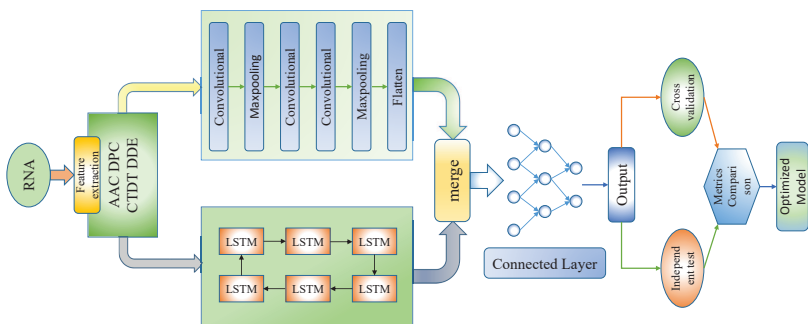 RNA
Feature
extraction
AAC DPC
CTDT DDE
Convolutional
Maxpooling
Convolutional
Convolutional
Maxpooling
Flatten
LSTM
LSTM
LSTM
LSTM
LSTM
LSTM
merge
Connected Layer
Output
Cross
validation
Independ
ent test
Metrics
Compari
son
Optimized
Model